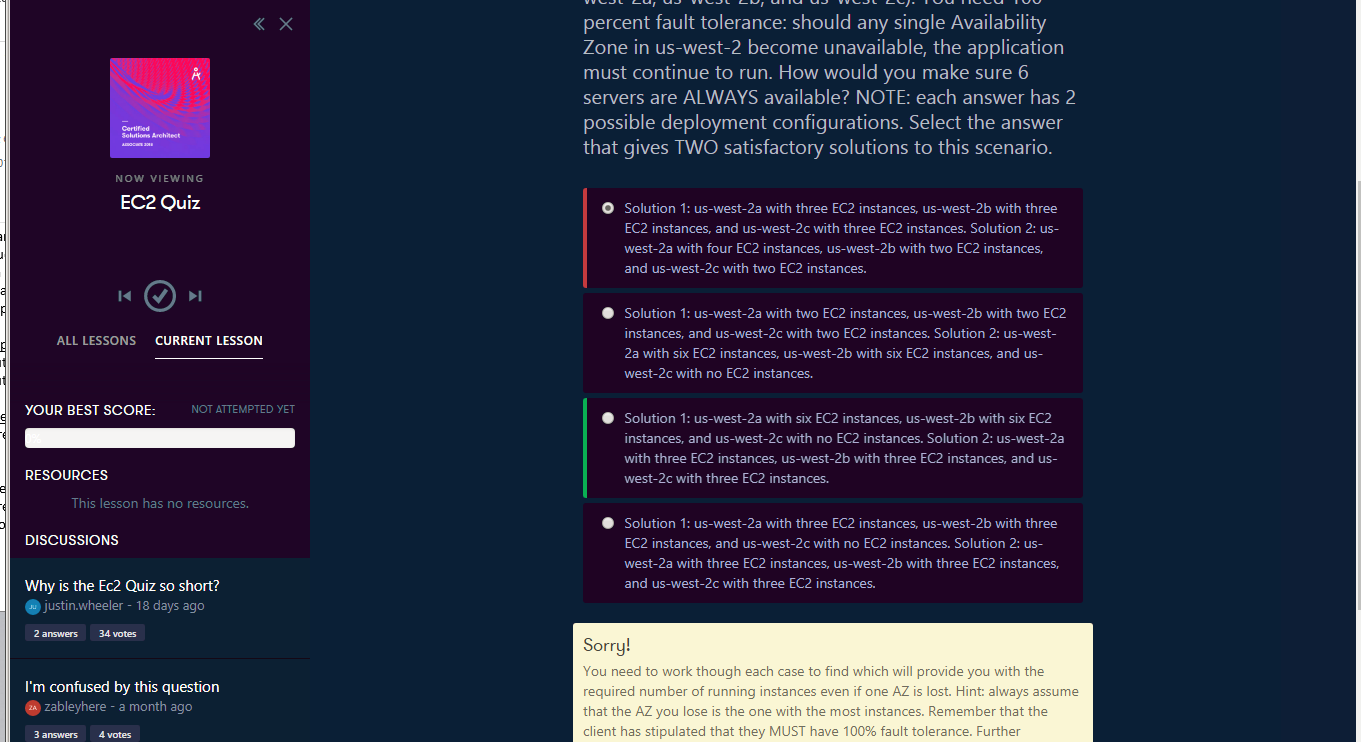 Certified
Solutions Architect
ASSOCIATE 2018
NOW VIEWING
EC2 Quiz
ALL LESSONS CURRENT LESSON
YOUR BEST SCORE: NOT ATTEMPTED YET
RESOURCES
This lesson has no resources.
DISCUSSIONS
Why is the Ec2 Quiz so short?
JU justin.wheeler - 18 days ago
2 answers 34 votes
I'm confused by this question
ZA zableyhere - a month ago
3 answers 4 votes
west-2a, us-west-2b, and us-west-2c). You need 100
percent fault tolerance: should any single Availability
Zone in us-west-2 become unavailable, the application
must continue to run. How would you make sure 6
servers are ALWAYS available? NOTE: each answer has 2
possible deployment configurations. Select the answer
that gives TWO satisfactory solutions to this scenario.
Solution 1: us-west-2a with three EC2 instances, us-west-2b with three
EC2 instances, and us-west-2c with three EC2 instances. Solution 2: us-
west-2a with four EC2 instances, us-west-2b with two EC2 instances,
and us-west-2c with two EC2 instances.
Solution 1: us-west-2a with two EC2 instances, us-west-2b with two EC2
instances, and us-west-2c with two EC2 instances. Solution 2: us-west-
2a with six EC2 instances, us-west-2b with six EC2 instances, and us-
west-2c with no EC2 instances.
Solution 1: us-west-2a with six EC2 instances, us-west-2b with six EC2
instances, and us-west-2c with no EC2 instances. Solution 2: us-west-2a
with three EC2 instances, us-west-2b with three EC2 instances, and us-
west-2c with three EC2 instances.
Solution 1: us-west-2a with three EC2 instances, us-west-2b with three
EC2 instances, and us-west-2c with no EC2 instances. Solution 2: us-
west-2a with three EC2 instances, us-west-2b with three EC2 instances,
and us-west-2c with three EC2 instances.
Sorry!
You need to work though each case to find which will provide you with the
required number of running instances even if one AZ is lost. Hint: always assume
that the AZ you lose is the one with the most instances. Remember that the
client has stipulated that they MUST have 100% fault tolerance. Further